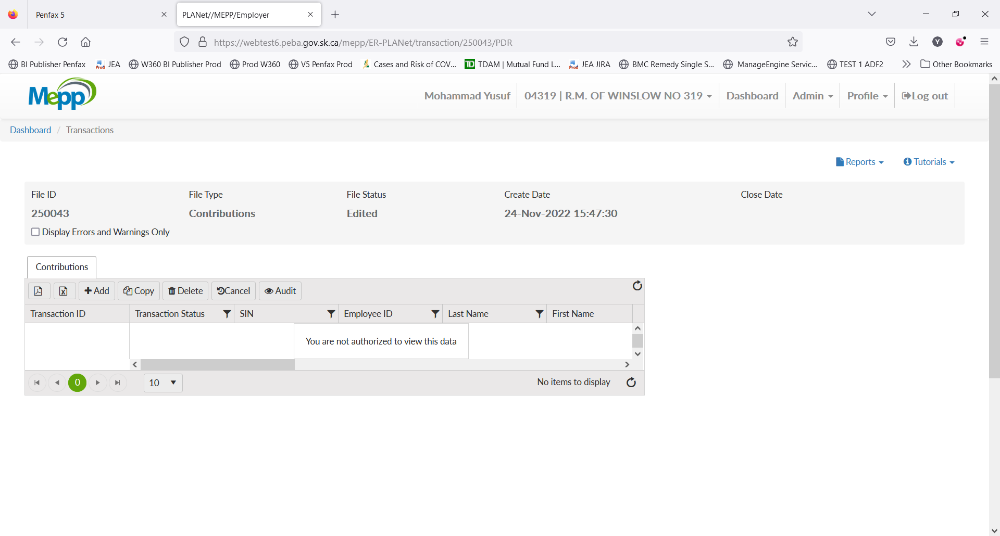 Penfax 5
PLANet//MEPP/Employer
https://webtest6.peba.gov.sk.ca/mepp/ER-PLANet/transaction/250043/PDR
Y
BI Publisher Penfax
Prod JEA
W360 BI Publisher Prod
Prod W360
V5 Penfax Prod
Cases and Risk of COV...
TD TDAM | Mutual Fund L...
Prod JEA JIRA
BMC Remedy Single S...
ManageEngine Servic...
TEST 1 ADF2
Other Bookmarks
Mepp
Mohammad Yusuf
04319 | R.M. OF WINSLOW NO 319
Dashboard
Admin
Profile
Log out
Dashboard / Transactions
Reports
Tutorials
File ID File Type File Status Create Date Close Date
250043 Contributions Edited 24-Nov-2022 15:47:30
Display Errors and Warnings Only
Contributions
Add Copy Delete Cancel Audit
Transaction ID Transaction Status SIN Employee ID Last Name First Name
You are not authorized to view this data
0 10 No items to display